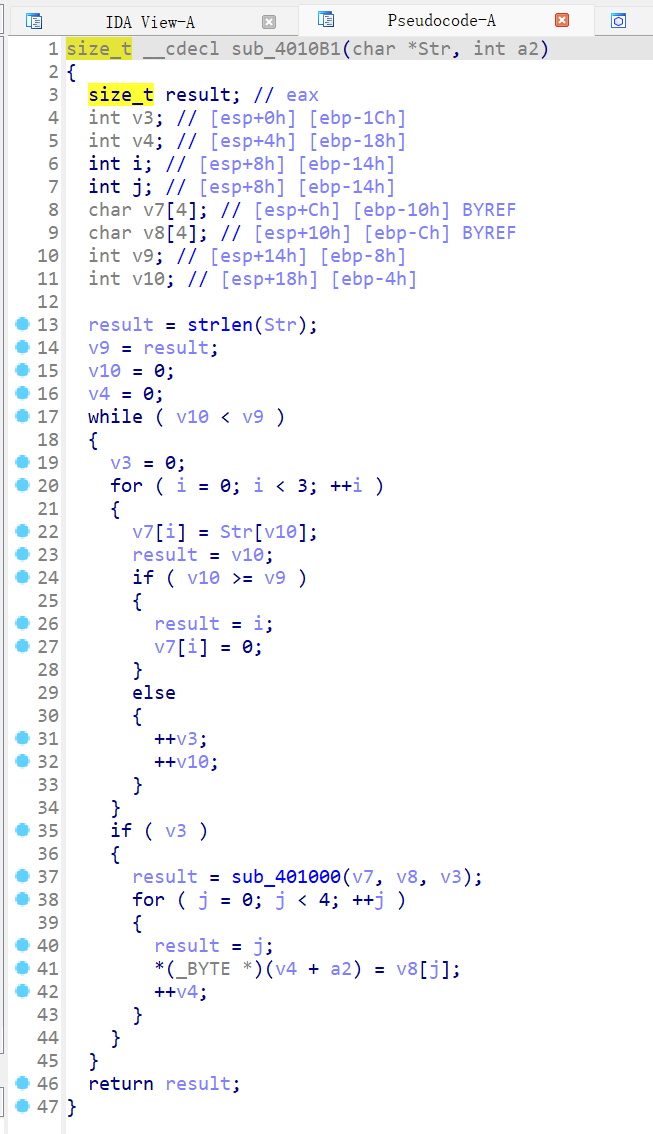 IDA View-A Pseudocode-A
1 size_t __cdecl sub_4010B1(char *Str, int a2)
2 {
3 size_t result; // eax
4 int v3; // [esp+0h] [ebp-1Ch]
5 int v4; // [esp+4h] [ebp-18h]
6 int i; // [esp+8h] [ebp-14h]
7 int j; // [esp+8h] [ebp-14h]
8 char v7[4]; // [esp+Ch] [ebp-10h] BYREF
9 char v8[4]; // [esp+10h] [ebp-Ch] BYREF
10 int v9; // [esp+14h] [ebp-8h]
11 int v10; // [esp+18h] [ebp-4h]
12
13 result = strlen(Str);
14 v9 = result;
15 v10 = 0;
16 v4 = 0;
17 while ( v10 < v9 )
18 {
19 v3 = 0;
20 for ( i = 0; i < 3; ++i )
21 {
22 v7[i] = Str[v10];
23 result = v10;
24 if ( v10 >= v9 )
25 {
26 result = i;
27 v7[i] = 0;
28 }
29 else
30 {
31 ++v3;
32 ++v10;
33 }
34 }
35 if ( v3 )
36 {
37 result = sub_401000(v7, v8, v3);
38 for ( j = 0; j < 4; ++j )
39 {
40 result = j;
41 *(_BYTE *)(v4 + a2) = v8[j];
42 ++v4;
43 }
44 }
45 }
46 return result;
47 }